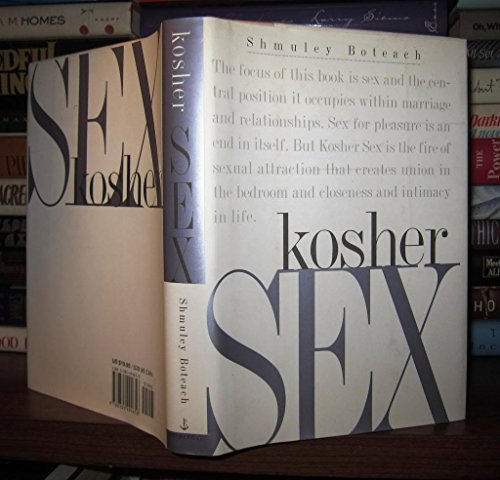 Shmuley Boteach
The focus of this book is sex and the cen-
tral position it occupies within marriage
and relationships. Sex for pleasure is an
end in itself. But Kosher Sex is the fire of
sexual attraction that creates union in
the bedroom and closeness and intimacy
in life.
kosher
SEX
kosher
SEX
Shmuley Boteach
SEX
kosher
M. HOMES
THE
Power